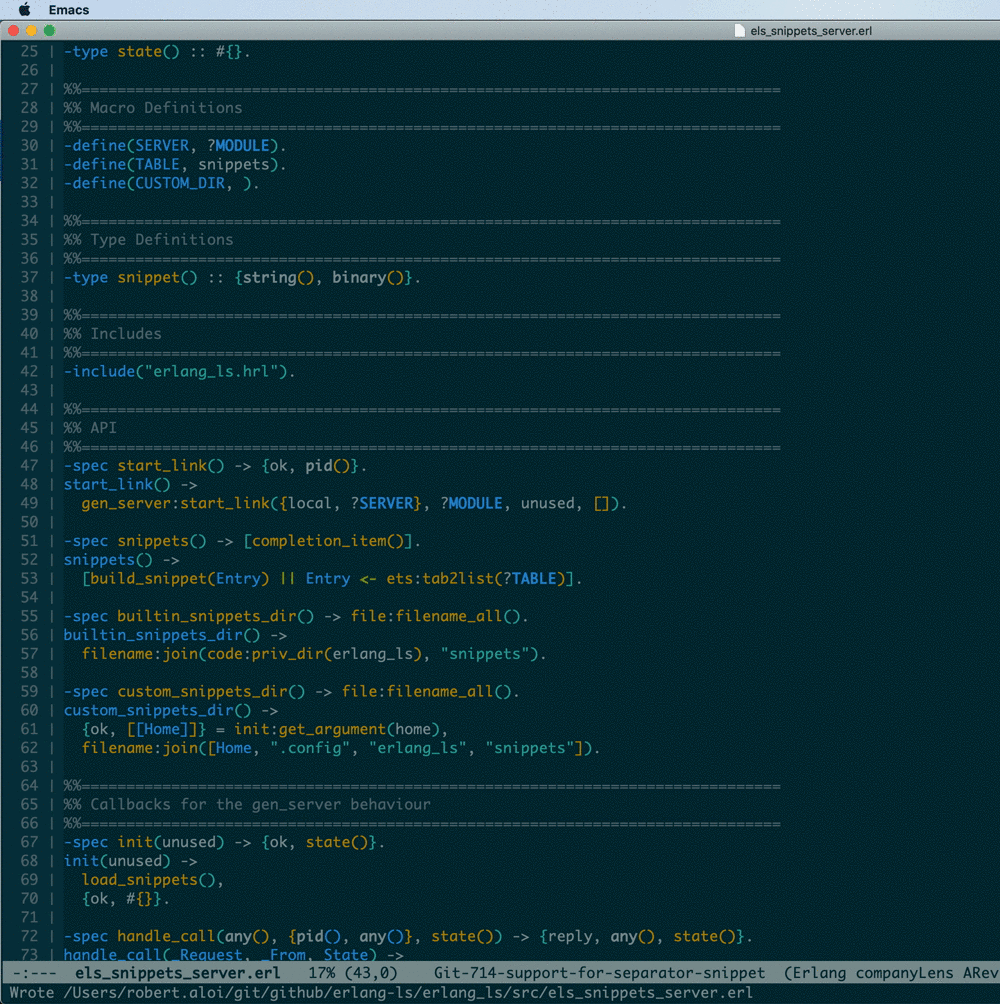 Emacs
els_snippets_server.erl
25 | -type state() :: #{}.
26 |
27 | %%==============================================================================
28 | %% Macro Definitions
29 | %%==============================================================================
30 | -define(SERVER, ?MODULE).
31 | -define(TABLE, snippets).
32 | -define(CUSTOM_DIR, ).
33 |
34 | %%==============================================================================
35 | %% Type Definitions
36 | %%==============================================================================
37 | -type snippet() :: {string(), binary()}.
38 |
39 | %%==============================================================================
40 | %% Includes
41 | %%==============================================================================
42 | -include("erlang_ls.hrl").
43 |
44 | %%==============================================================================
45 | %% API
46 | %%==============================================================================
47 | -spec start_link() -> {ok, pid()}.
48 | start_link() ->
49 |   gen_server:start_link({local, ?SERVER}, ?MODULE, unused, []).
50 |
51 | -spec snippets() -> [completion_item()].
52 | snippets() ->
53 |   [build_snippet(Entry) || Entry <- ets:tab2list(?TABLE)].
54 |
55 | -spec builtin_snippets_dir() -> file:filename_all().
56 | builtin_snippets_dir() ->
57 |   filename:join(code:priv_dir(erlang_ls), "snippets").
58 |
59 | -spec custom_snippets_dir() -> file:filename_all().
60 | custom_snippets_dir() ->
61 |   {ok, [[Home]]} = init:get_argument(home),
62 |   filename:join([Home, ".config", "erlang_ls", "snippets"]).
63 |
64 | %%==============================================================================
65 | %% Callbacks for the gen_server behaviour
66 | %%==============================================================================
67 | -spec init(unused) -> {ok, state()}.
68 | init(unused) ->
69 |   load_snippets(),
70 |   {ok, #{}}.
71 |
72 | -spec handle_call(any(), {pid(), any()}, state()) -> {reply, any(), state()}.
73 | handle_call(_Request, _From, State) ->
-:---  els_snippets_server.erl   17% (43,0)    Git-714-support-for-separator-snippet  (Erlang companyLens ARev
Wrote /Users/robert.aloi/git/github/erlang-ls/erlang_ls/src/els_snippets_server.erl